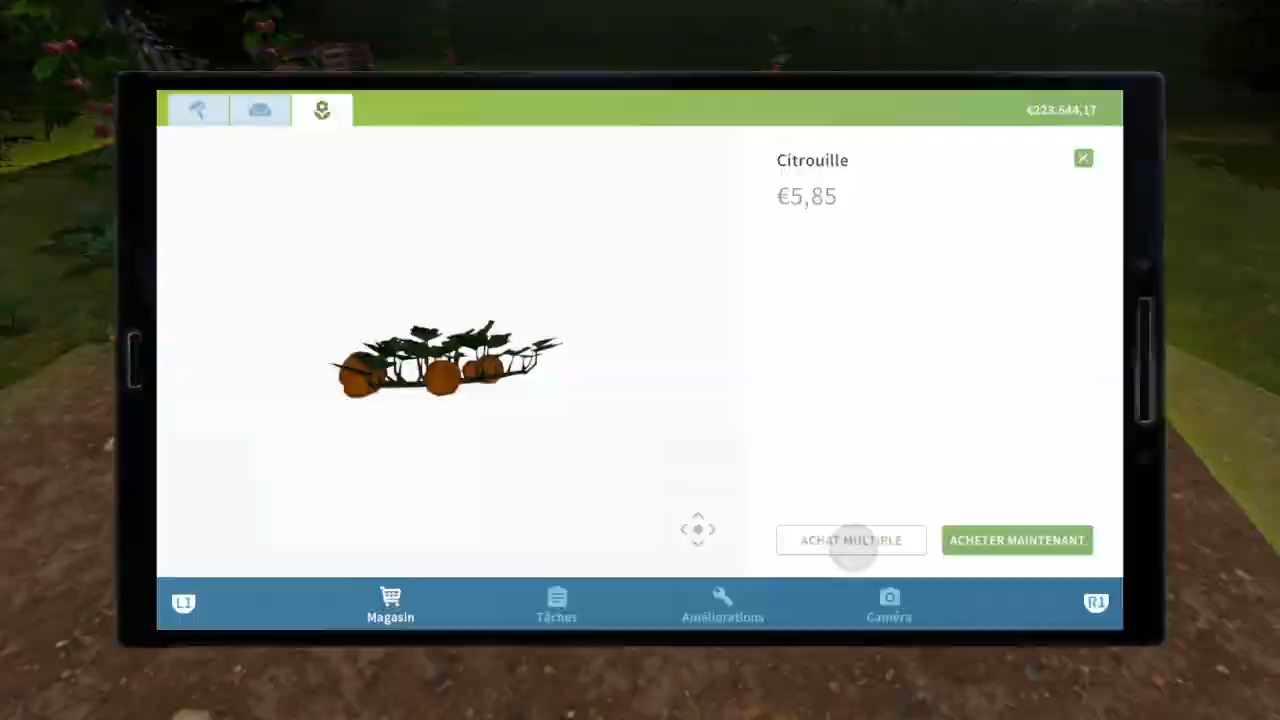 €223.644,17
Citrouille
€5,85
ACHAT MULTIPLE
ACHETER MAINTENANT
L1
Magasin
Tâches
Améliorations
Caméra
R1